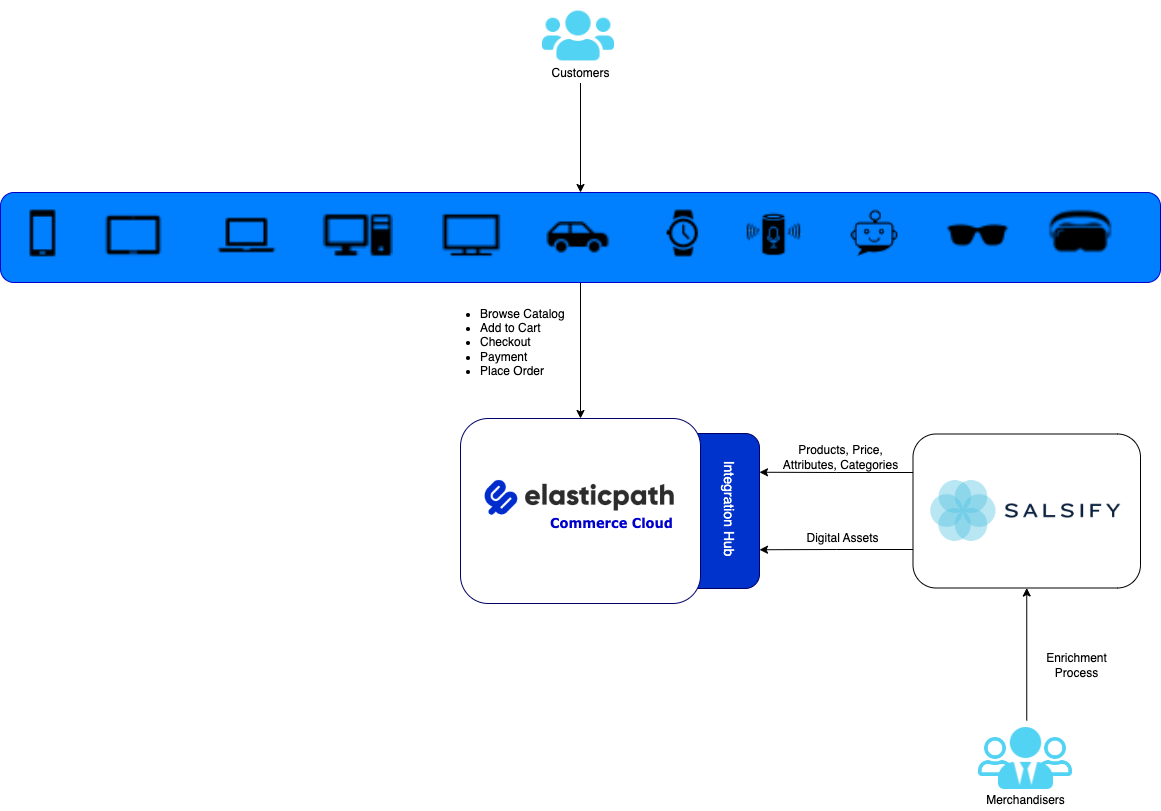 Customers
Browse Catalog
Add to Cart
Checkout
Payment
Place Order
elasticpath
Commerce Cloud
Integration Hub
Products, Price,
Attributes, Categories
Digital Assets
SALSIFY
Enrichment
Process
Merchandisers